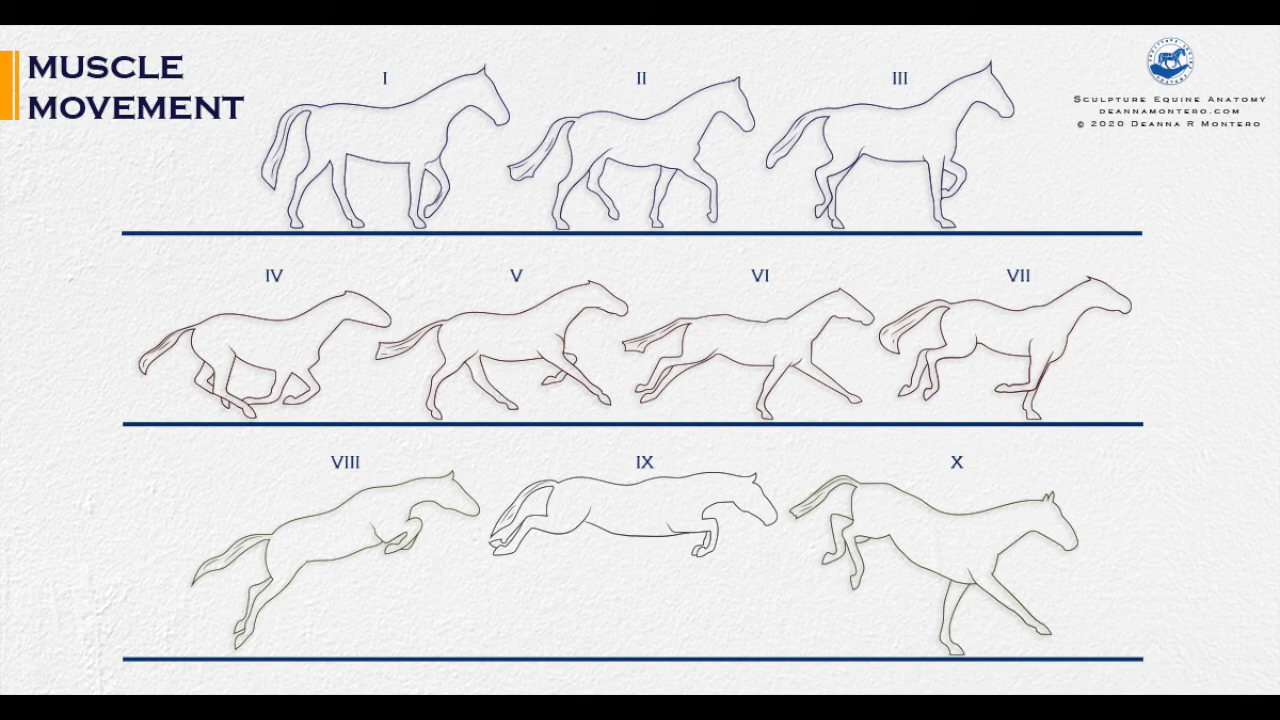 MUSCLE
MOVEMENT
I II III
SCULPTURE EQUINE ANATOMY
DEANNAMONTERO.COM
© 2020 DEANNA R MONTERO
IV V VI VII
VIII IX X